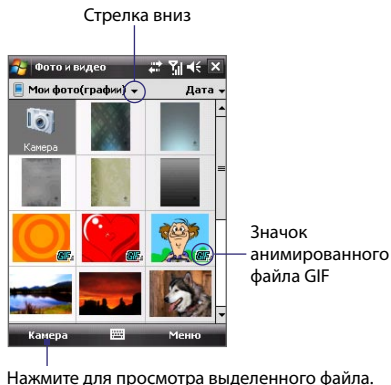 Стрелка вниз
Фото и видео
Мои фото(графии)
Дата
Камера
GIF
GIF
GIF
Значок
анимированного
файла GIF
Камера
Меню
Нажмите для просмотра выделенного файла.